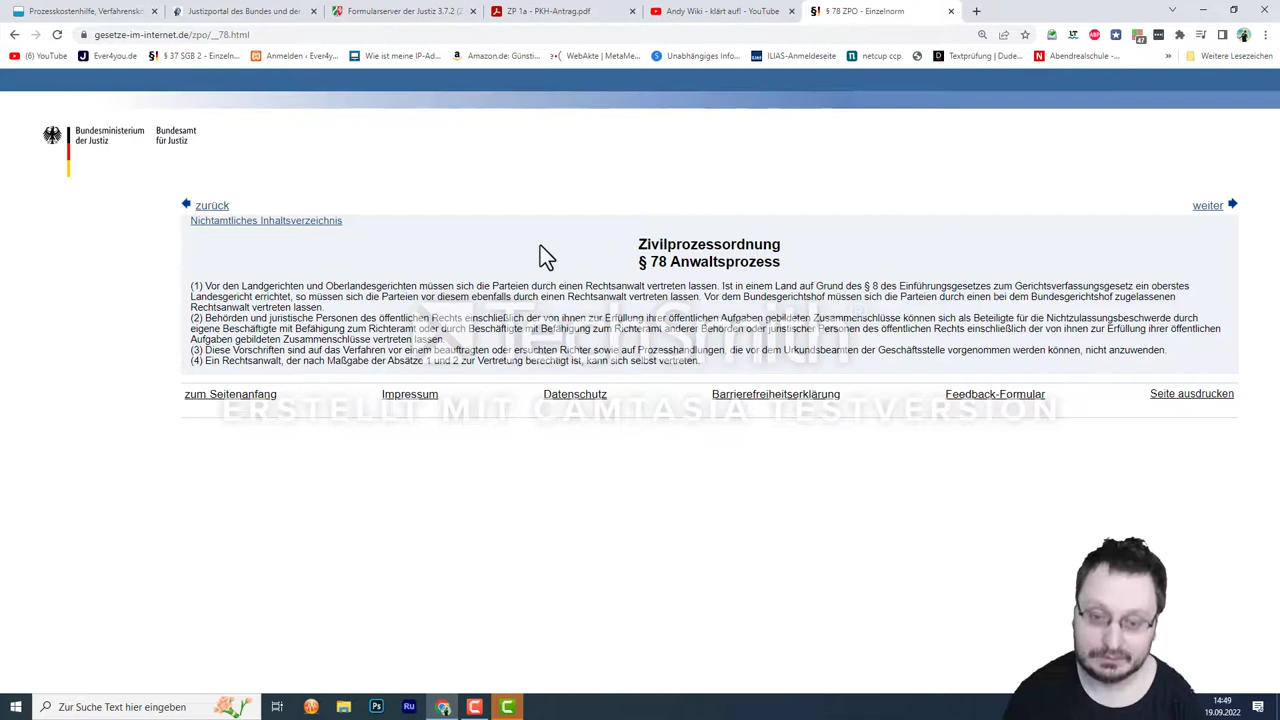 Prozesskostenhilfe, Verfahrensks
Justizportal des Bundes und der
Formularserver der Justiz 3.7.2 (
ZP 1a - PKH-Antrag.pdf
Andy Wiki - klärt auf! - YouTube
§ 78 ZPO - Einzelnorm
gesetze-im-internet.de/zpo/__78.html
47
(6) YouTube
Ever4you.de
§ 37 SGB 2 - Einzeln...
Anmelden ‹ Ever4y...
Wie ist meine IP-Ad...
Amazon.de: Günsti...
WebAkte | MetaMe...
Unabhängiges Info...
ILIAS-Anmeldeseite
netcup ccp
Textprüfung | Dude...
Abendrealschule -...
Weitere Lesezeichen
Bundesministerium
der Justiz
Bundesamt
für Justiz
zurück
weiter
Nichtamtliches Inhaltsverzeichnis
Zivilprozessordnung
§ 78 Anwaltsprozess
(1) Vor den Landgerichten und Oberlandesgerichten müssen sich die Parteien durch einen Rechtsanwalt vertreten lassen. Ist in einem Land auf Grund des § 8 des Einführungsgesetzes zum Gerichtsverfassungsgesetz ein oberstes
Landesgericht errichtet, so müssen sich die Parteien vor diesem ebenfalls durch einen Rechtsanwalt vertreten lassen. Vor dem Bundesgerichtshof müssen sich die Parteien durch einen bei dem Bundesgerichtshof zugelassenen
Rechtsanwalt vertreten lassen.
(2) Behörden und juristische Personen des öffentlichen Rechts einschließlich der von ihnen zur Erfüllung ihrer öffentlichen Aufgaben gebildeten Zusammenschlüsse können sich als Beteiligte für die Nichtzulassungsbeschwerde durch
eigene Beschäftigte mit Befähigung zum Richteramt oder durch Beschäftigte mit Befähigung zum Richteramt anderer Behörden oder juristischer Personen des öffentlichen Rechts einschließlich der von ihnen zur Erfüllung ihrer öffentlichen
Aufgaben gebildeten Zusammenschlüsse vertreten lassen.
(3) Diese Vorschriften sind auf das Verfahren vor einem beauftragten oder ersuchten Richter sowie auf Prozesshandlungen, die vor dem Urkundsbeamten der Geschäftsstelle vorgenommen werden können, nicht anzuwenden.
(4) Ein Rechtsanwalt, der nach Maßgabe der Absätze 1 und 2 zur Vertretung berechtigt ist, kann sich selbst vertreten.
TechSmith
zum Seitenanfang
Impressum
Datenschutz
Barrierefreiheitserklärung
Feedback-Formular
Seite ausdrucken
ERSTELLT MIT CAMTASIA TESTVERSION
Zur Suche Text hier eingeben
Ps
Ru
14:49
19.09.2022